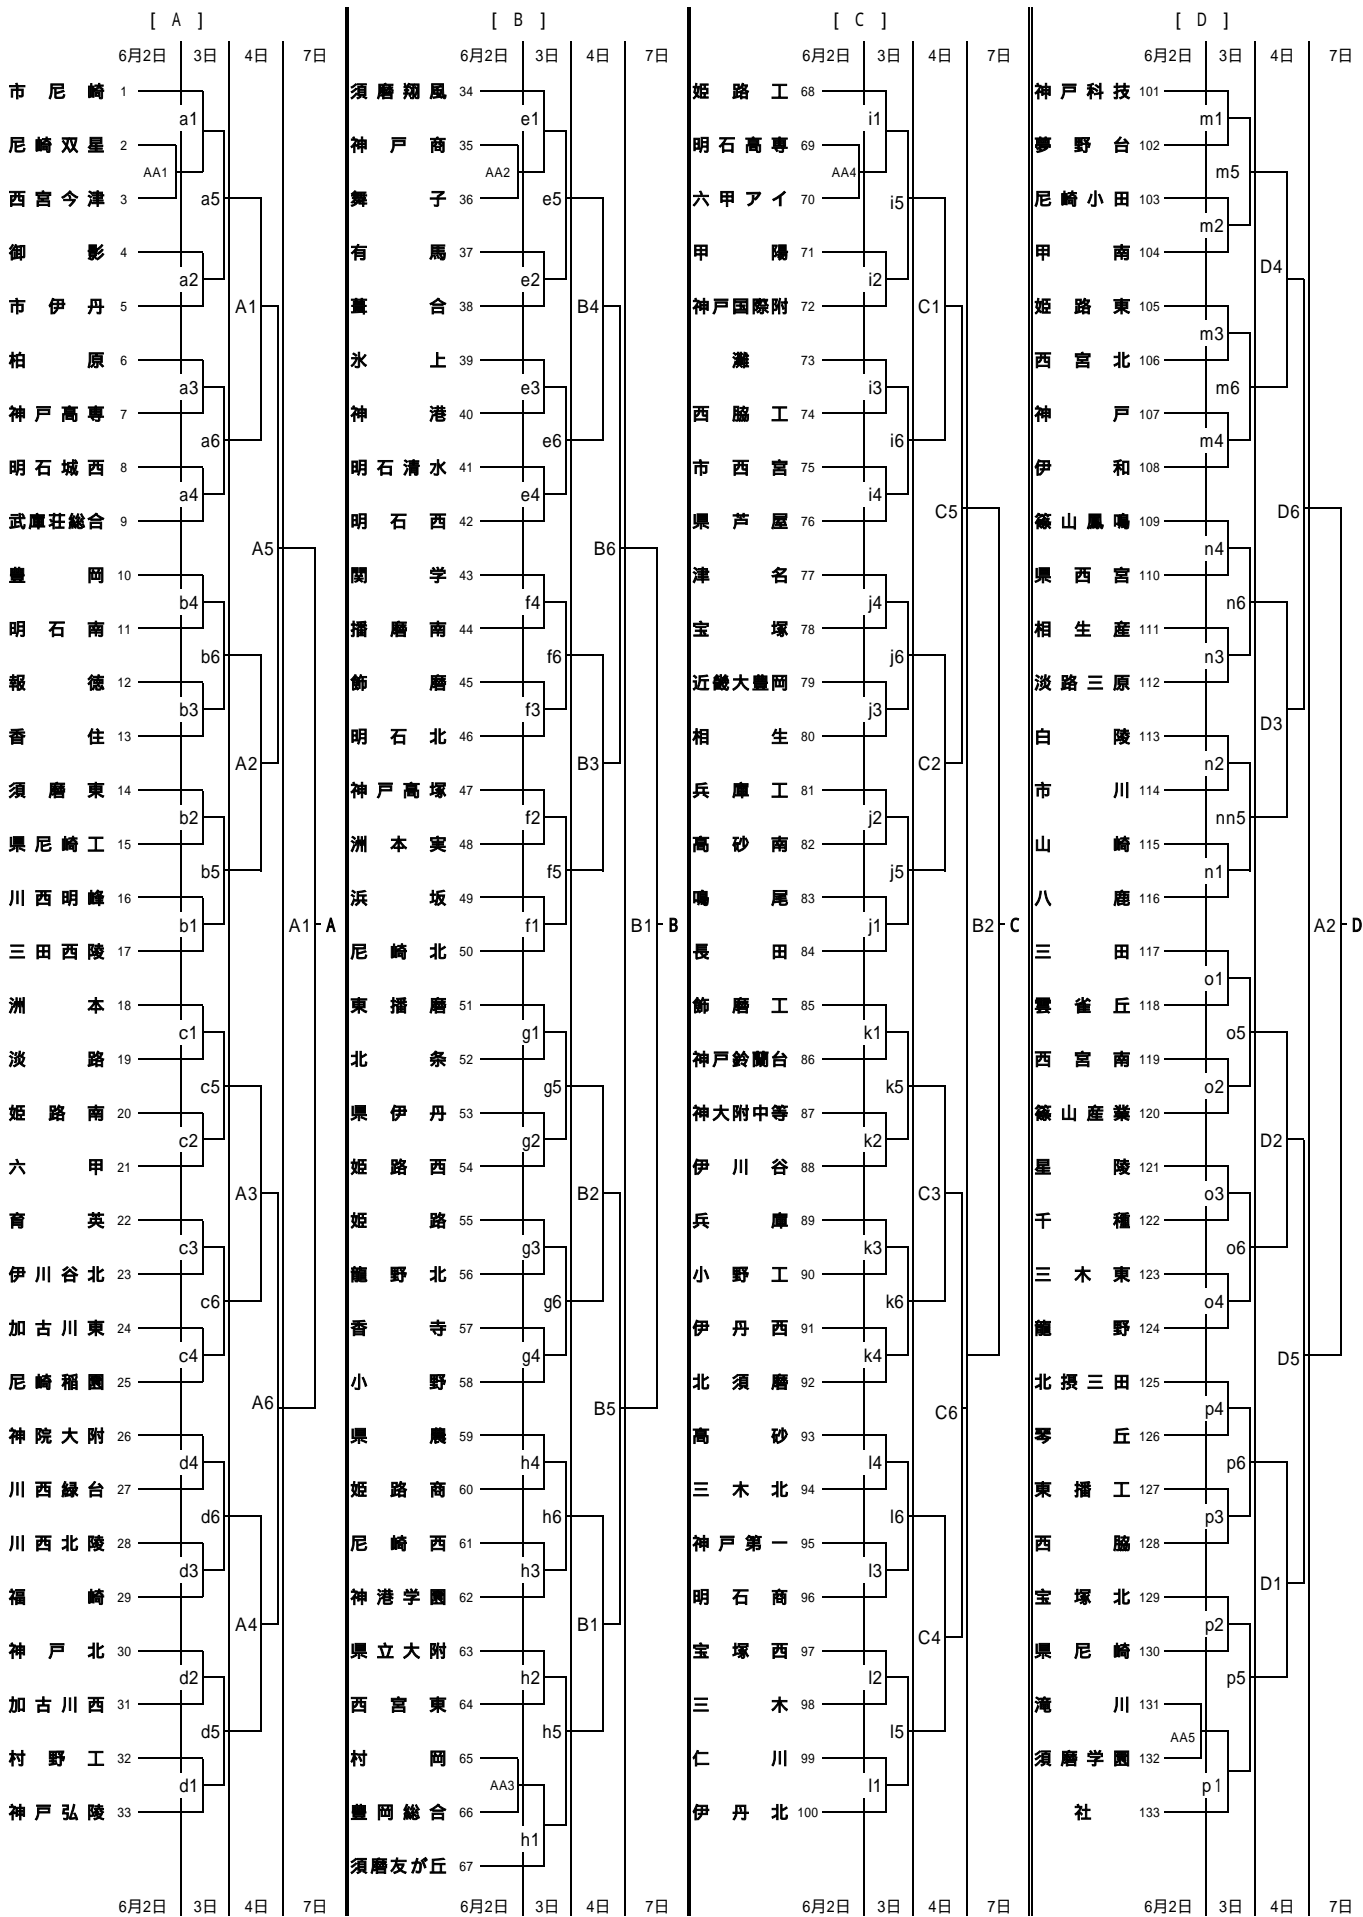 [ A ]
6月2日 3日 4日 7日
市尼崎 1
a1
尼崎双星 2
AA1
西宮今津 3
a5
御影 4
a2
市伊丹 5
A1
柏原 6
a3
神戸高専 7
a6
明石城西 8
a4
武庫荘総合 9
A5
豊岡 10
b4
明石南 11
b6
報徳 12
b3
香住 13
A2
須磨東 14
b2
県尼崎工 15
b5
川西明峰 16
b1
A1 A
三田西陵 17
洲本 18
c1
淡路 19
c5
姫路南 20
c2
六甲 21
A3
育英 22
c3
伊川谷北 23
c6
加古川東 24
c4
尼崎稲園 25
A6
神院大附 26
d4
川西緑台 27
d6
川西北陵 28
d3
福崎 29
A4
神戸北 30
d2
加古川西 31
d5
村野工 32
d1
神戸弘陵 33
6月2日 3日 4日 7日
[ B ]
6月2日 3日 4日 7日
須磨翔風 34
e1
神戸商 35
AA2
舞子 36
e5
有馬 37
e2
葺合 38
B4
氷上 39
e3
神港 40
e6
明石清水 41
e4
明石西 42
B6
関学 43
f4
播磨南 44
f6
飾磨 45
f3
明石北 46
B3
神戸高塚 47
f2
洲本実 48
f5
浜坂 49
f1
B1 B
尼崎北 50
東播磨 51
g1
北条 52
g5
県伊丹 53
g2
姫路西 54
B2
姫路 55
g3
龍野北 56
g6
香寺 57
g4
小野 58
B5
県農 59
h4
姫路商 60
h6
尼崎西 61
h3
神港学園 62
B1
県立大附 63
h2
西宮東 64
h5
村岡 65
AA3
豊岡総合 66
h1
須磨友が丘 67
6月2日 3日 4日 7日
[ C ]
6月2日 3日 4日 7日
姫路工 68
i1
明石高専 69
AA4
六甲アイ 70
i5
甲陽 71
i2
神戸国際附 72
C1
灘 73
i3
西脇工 74
i6
市西宮 75
i4
県芦屋 76
C5
津名 77
j4
宝塚 78
j6
近畿大豊岡 79
j3
相生 80
C2
兵庫工 81
j2
高砂南 82
j5
鳴尾 83
j1
B2 C
長田 84
飾磨工 85
k1
神戸鈴蘭台 86
k5
神大附中等 87
k2
伊川谷 88
C3
兵庫 89
k3
小野工 90
k6
伊丹西 91
k4
北須磨 92
C6
高砂 93
l4
三木北 94
l6
神戸第一 95
l3
明石商 96
C4
宝塚西 97
l2
三木 98
l5
仁川 99
l1
伊丹北 100
6月2日 3日 4日 7日
[ D ]
6月2日 3日 4日 7日
神戸科技 101
m1
夢野台 102
m5
尼崎小田 103
m2
甲南 104
D4
姫路東 105
m3
西宮北 106
m6
神戸 107
m4
伊和 108
D6
篠山鳳鳴 109
n4
県西宮 110
n6
相生産 111
n3
淡路三原 112
D3
白陵 113
n2
市川 114
nn5
山崎 115
n1
八鹿 116
A2 D
三田 117
o1
雲雀丘 118
o5
西宮南 119
o2
篠山産業 120
D2
星陵 121
o3
千種 122
o6
三木東 123
o4
龍野 124
D5
北摂三田 125
p4
琴丘 126
p6
東播工 127
p3
西脇 128
D1
宝塚北 129
p2
県尼崎 130
p5
滝川 131
AA5
須磨学園 132
p1
社 133
6月2日 3日 4日 7日